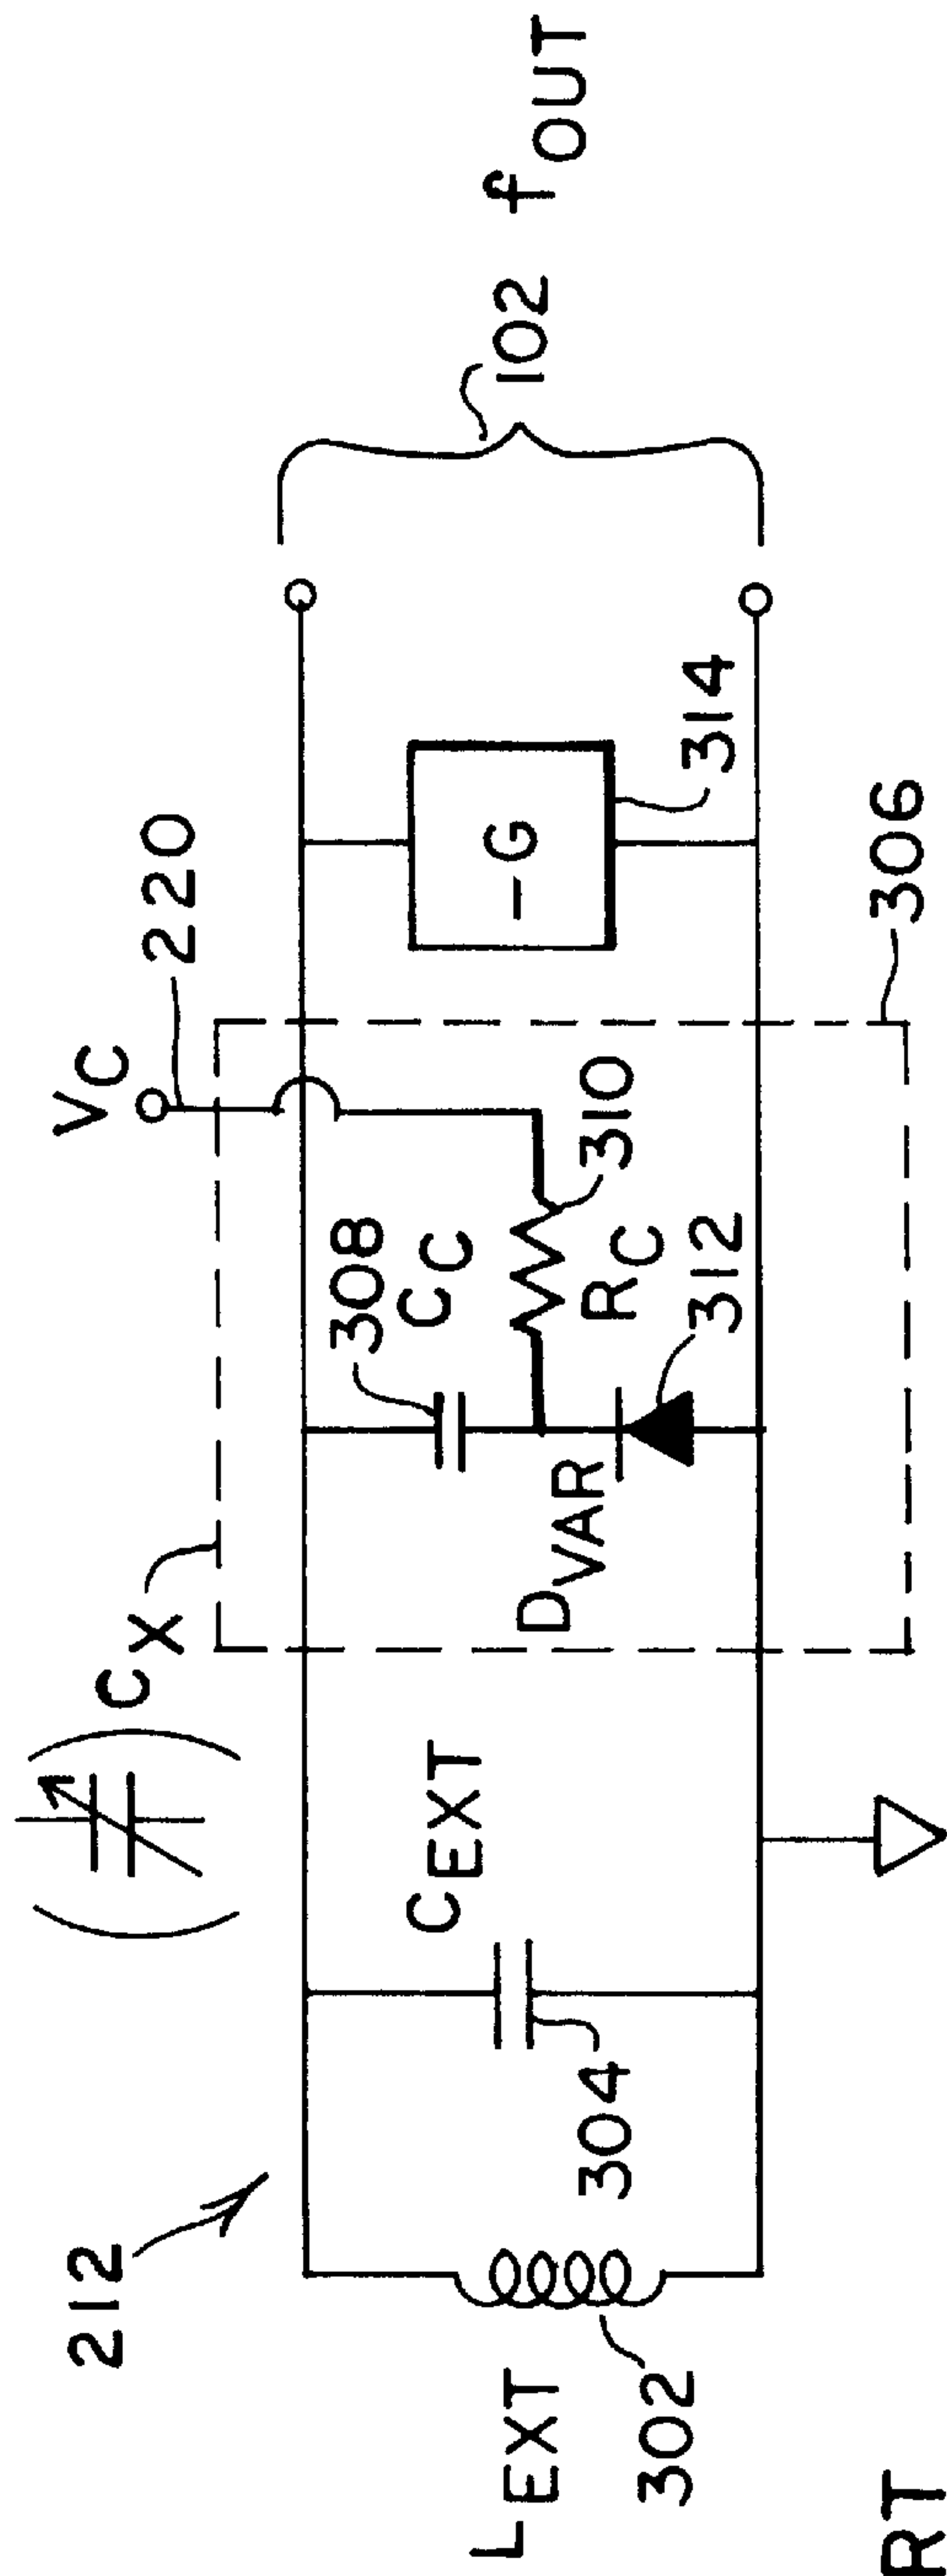 212
C_X
V_C
220
L_EXT
302
C_EXT
304
308
C_C
310
R_C
D_VAR
312
-G
314
102 f_OUT
306
RT